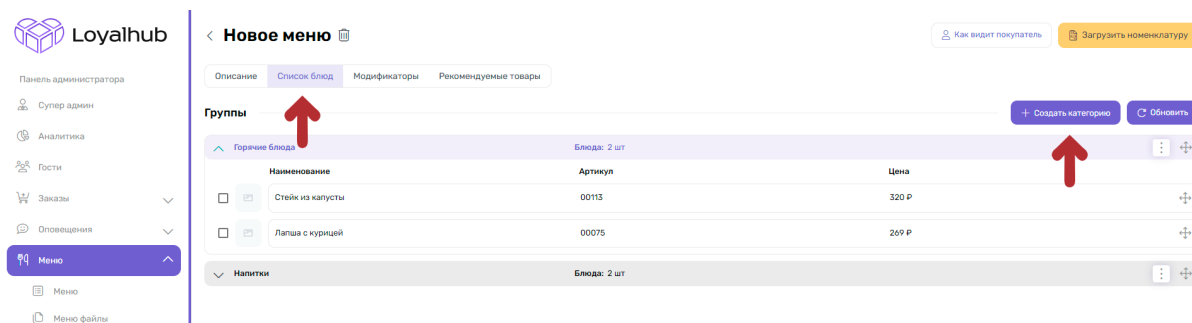 Loyalhub
Панель администратора
Супер админ
Аналитика
Гости
Заказы
Оповещения
Меню
Меню
Меню файлы
Новое меню
Как видит покупатель
Загрузить номенклатуру
Описание Список блюд Модификаторы Рекомендуемые товары
Группы
+ Создать категорию
Обновить
Горячие блюда Блюда: 2 шт
Наименование Артикул Цена
Стейк из капусты 00113 320 ₽
Лапша с курицей 00075 269 ₽
Напитки Блюда: 2 шт